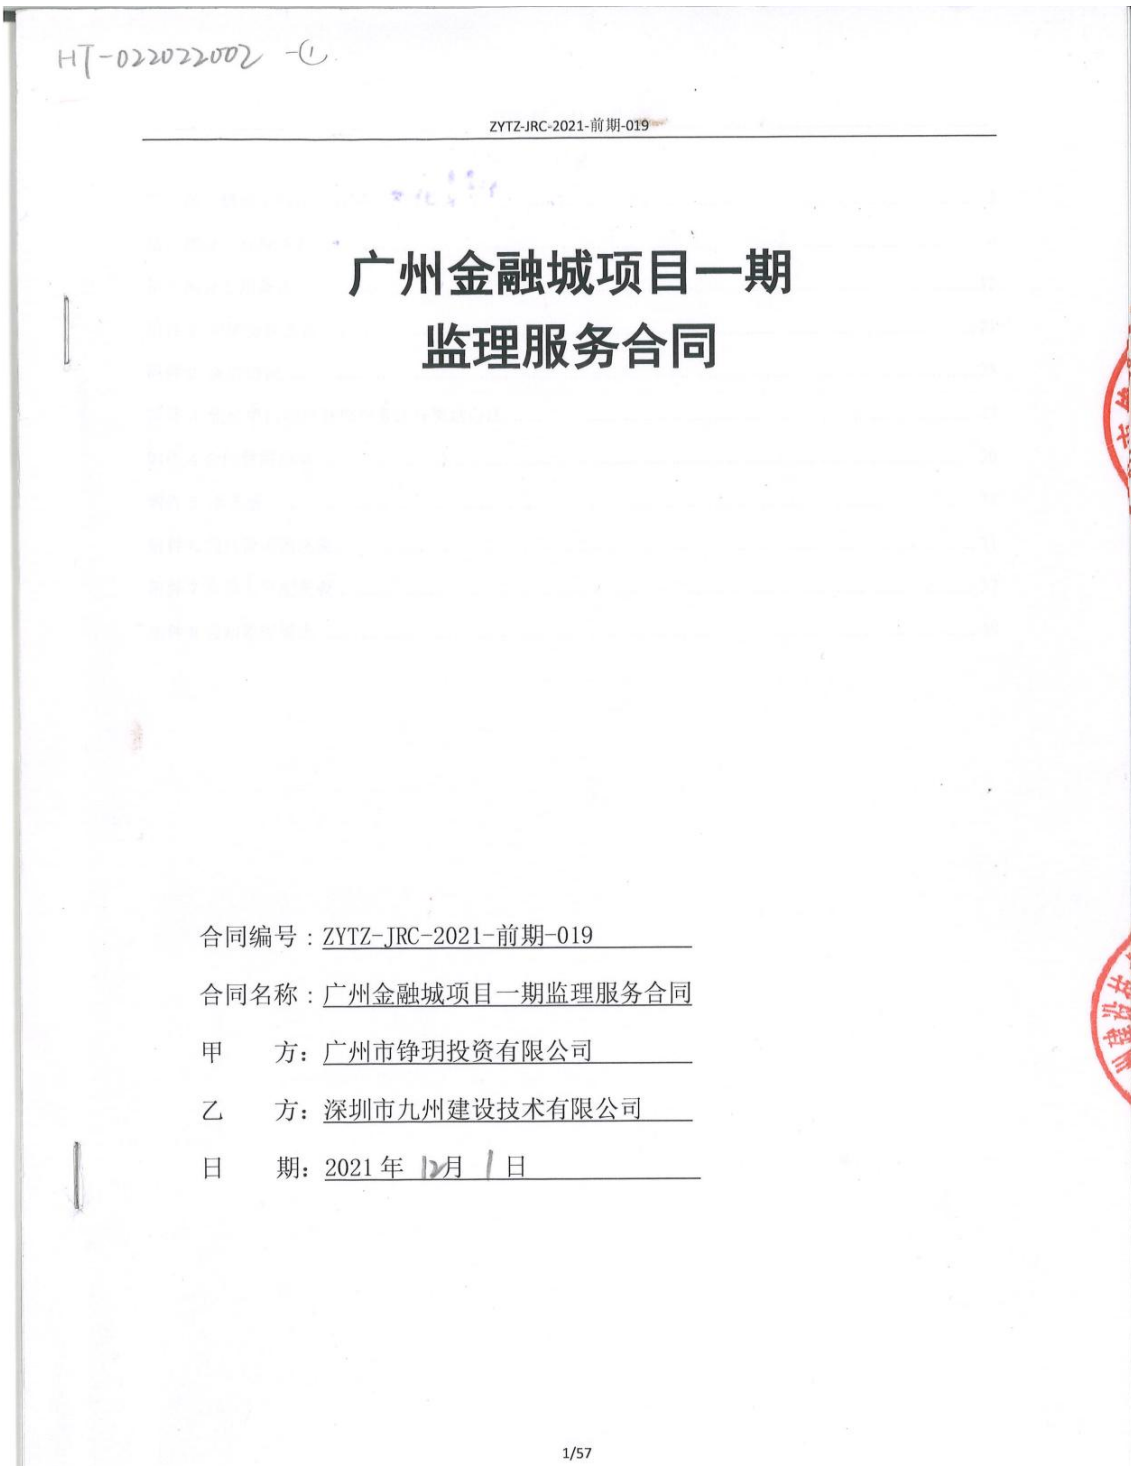 HT-022022002 -①
ZYTZ-JRC-2021-前期-019
广州金融城项目一期
监理服务合同
合同编号：ZYTZ-JRC-2021-前期-019
合同名称：广州金融城项目一期监理服务合同
甲 方：广州市铮玥投资有限公司
乙 方：深圳市九州建设技术有限公司
日 期：2021年 12月 1日
1/57